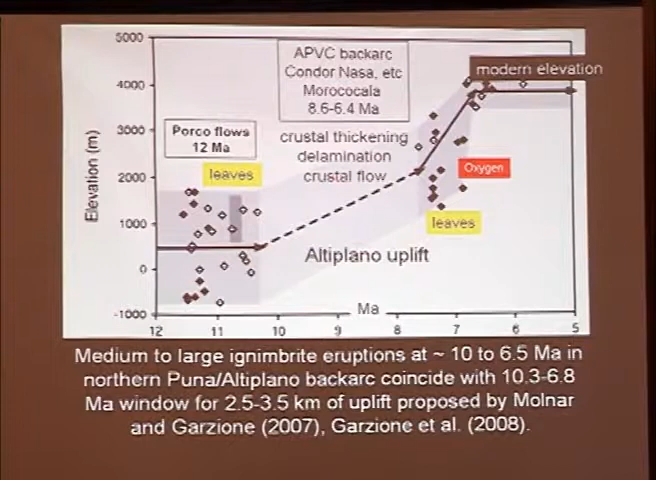 5000
4000
3000
2000
1000
0
-1000
Elevation (m)
APVC backarc
Condor Nasa, etc
Morococala
8.6-6.4 Ma
modern elevation
Porco flows
12 Ma
crustal thickening
delamination
crustal flow
leaves
Oxygen
leaves
Altiplano uplift
Ma
12 11 10 9 8 7 6 5
Medium to large ignimbrite eruptions at ~ 10 to 6.5 Ma in
northern Puna/Altiplano backarc coincide with 10.3-6.8
Ma window for 2.5-3.5 km of uplift proposed by Molnar
and Garzione (2007), Garzione et al. (2008).